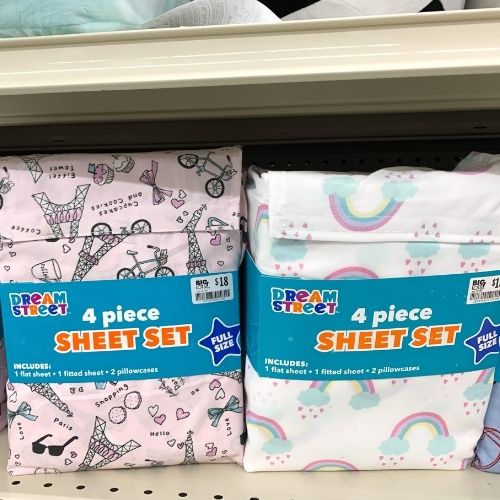 Eiffel
Tower
Cupcakes
and Cookies
Coffee
DREAM
STREET
4 piece
SHEET SET
FULL
SIZE
BIG
LOTS!
$18
INCLUDES:
1 flat sheet • 1 fitted sheet • 2 pillowcases
Shopping
Love
Paris
Hello
xo
Love
DREAM
STREET
4 piece
SHEET SET
FULL
SIZE
BIG
LOTS!
INCLUDES:
1 flat sheet • 1 fitted sheet • 2 pillowcases